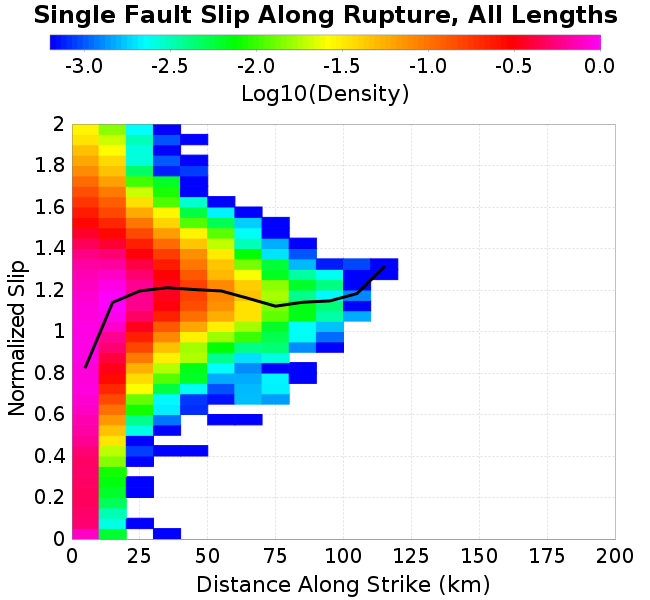 Single Fault Slip Along Rupture, All Lengths
-3.0 -2.5 -2.0 -1.5 -1.0 -0.5 0.0
Log10(Density)
2
1.8
1.6
1.4
1.2
1
0.8
0.6
0.4
0.2
0
Normalized Slip
0 25 50 75 100 125 150 175 200
Distance Along Strike (km)